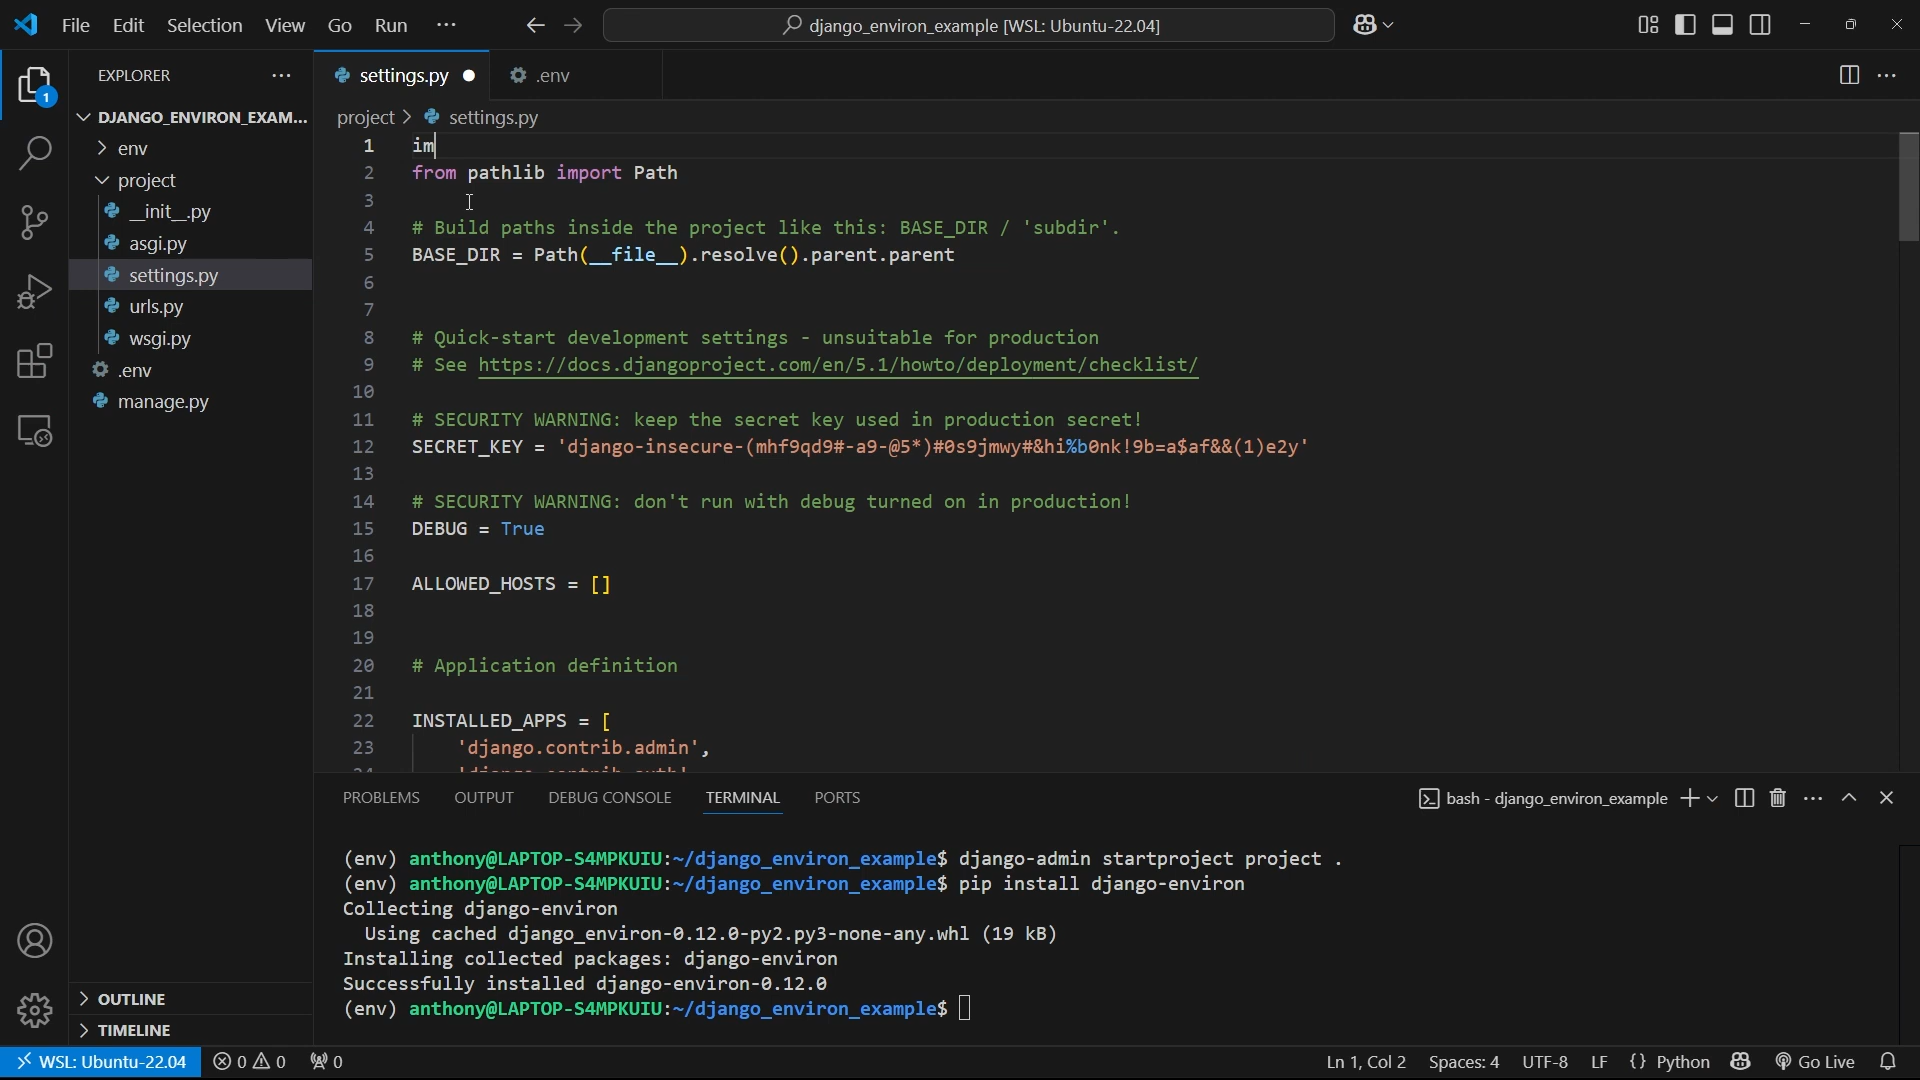 File Edit Selection View Go Run ···
django_environ_example [WSL: Ubuntu-22.04]
EXPLORER
settings.py
.env
1
DJANGO_ENVIRON_EXAM...
project > settings.py
env
project
__init__.py
asgi.py
settings.py
urls.py
wsgi.py
.env
manage.py
OUTLINE
TIMELINE
1 im
2 from pathlib import Path
3
4 # Build paths inside the project like this: BASE_DIR / 'subdir'.
5 BASE_DIR = Path(__file__).resolve().parent.parent
6
7
8 # Quick-start development settings - unsuitable for production
9 # See https://docs.djangoproject.com/en/5.1/howto/deployment/checklist/
10
11 # SECURITY WARNING: keep the secret key used in production secret!
12 SECRET_KEY = 'django-insecure-(mhf9qd9#-a9-@5*)#0s9jmwy#&hi%b0nk!9b=a$af&&(1)e2y'
13
14 # SECURITY WARNING: don't run with debug turned on in production!
15 DEBUG = True
16
17 ALLOWED_HOSTS = []
18
19
20 # Application definition
21
22 INSTALLED_APPS = [
23 'django.contrib.admin',
PROBLEMS OUTPUT DEBUG CONSOLE TERMINAL PORTS
bash - django_environ_example
(env) anthony@LAPTOP-S4MPKUIU:~/django_environ_example$ django-admin startproject project .
(env) anthony@LAPTOP-S4MPKUIU:~/django_environ_example$ pip install django-environ
Collecting django-environ
Using cached django_environ-0.12.0-py2.py3-none-any.whl (19 kB)
Installing collected packages: django-environ
Successfully installed django-environ-0.12.0
(env) anthony@LAPTOP-S4MPKUIU:~/django_environ_example$
WSL: Ubuntu-22.04 0 0 0 Ln 1, Col 2 Spaces: 4 UTF-8 LF {} Python Go Live